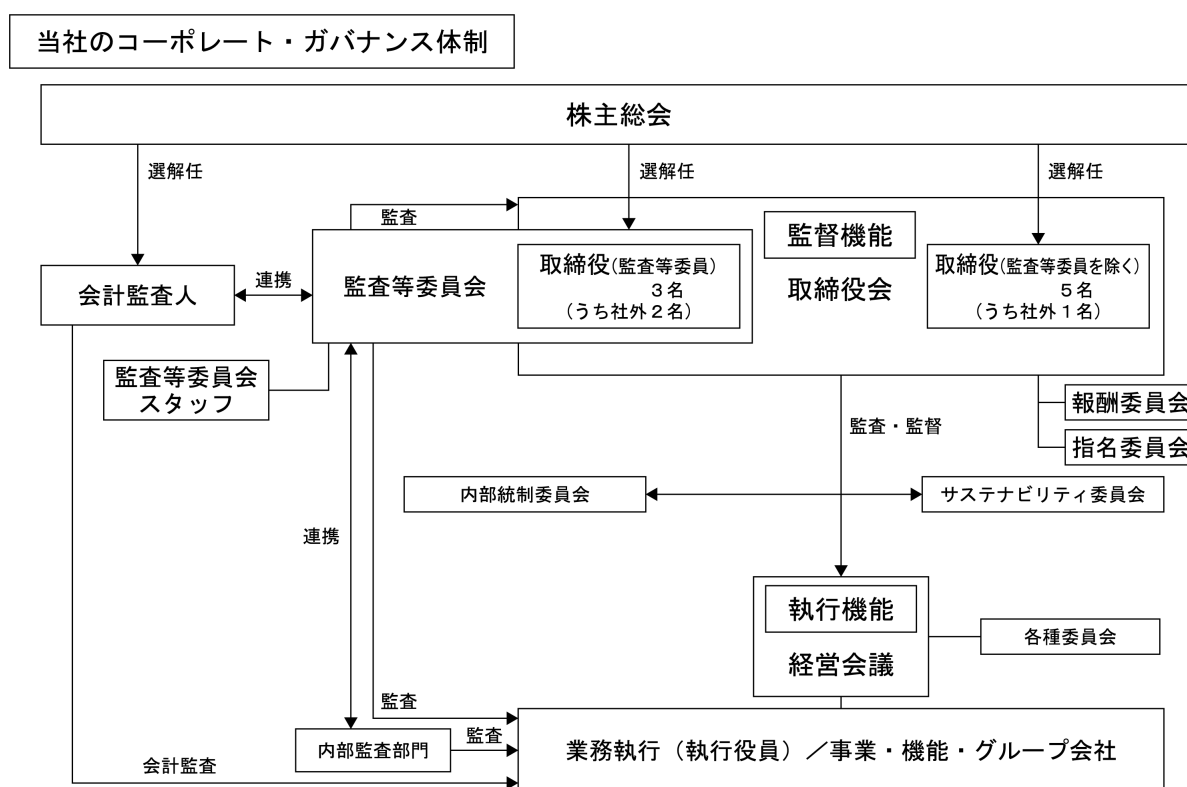 当社のコーポレート・ガバナンス体制
株主総会
選解任
選解任
選解任
監査
監督機能
取締役会
取締役(監査等委員)
3名
(うち社外2名)
取締役(監査等委員を除く)
5名
(うち社外1名)
会計監査人
連携
監査等委員会
監査等委員会
スタッフ
報酬委員会
指名委員会
監査・監督
内部統制委員会
サステナビリティ委員会
連携
執行機能
経営会議
各種委員会
監査
内部監査部門
監査
業務執行(執行役員)/事業・機能・グループ会社
会計監査